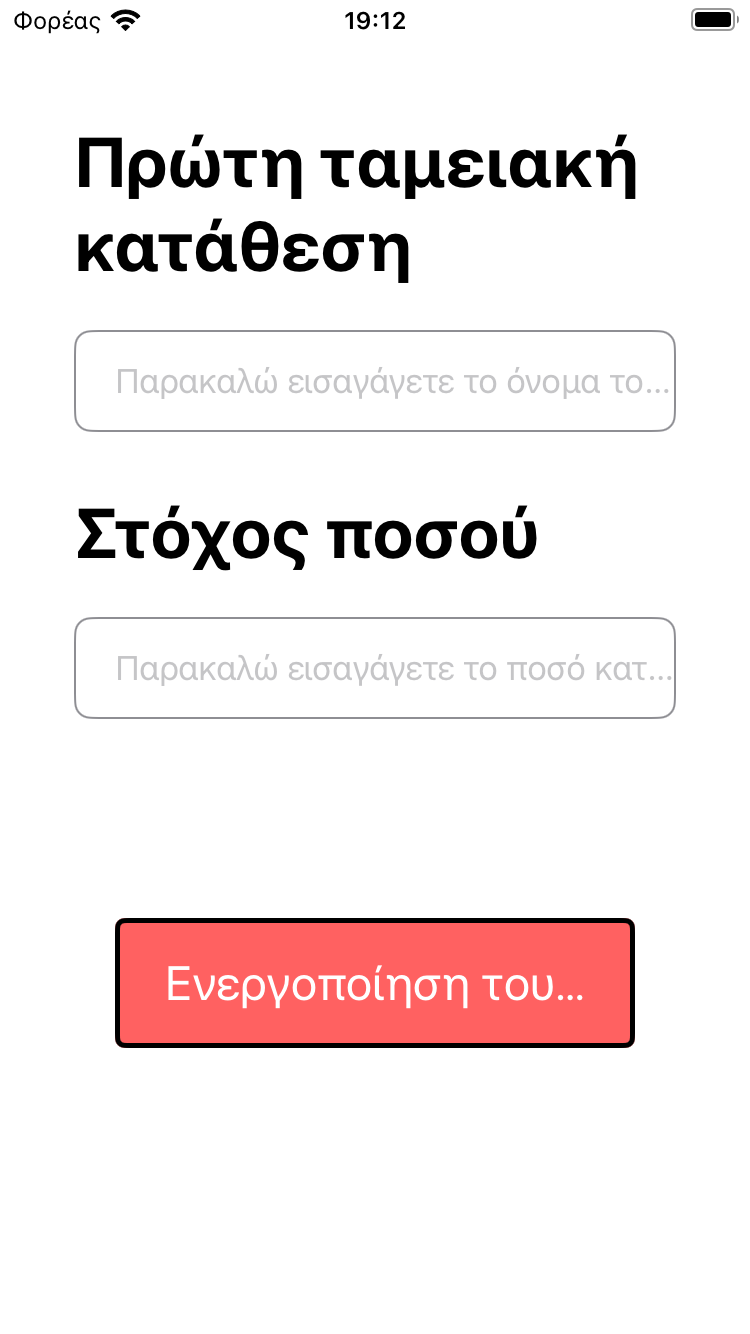 Φορέας 19:12
Πρώτη ταμειακή
κατάθεση
Παρακαλώ εισαγάγετε το όνομα το...
Στόχος ποσού
Παρακαλώ εισαγάγετε το ποσό κατ...
Ενεργοποίηση του...